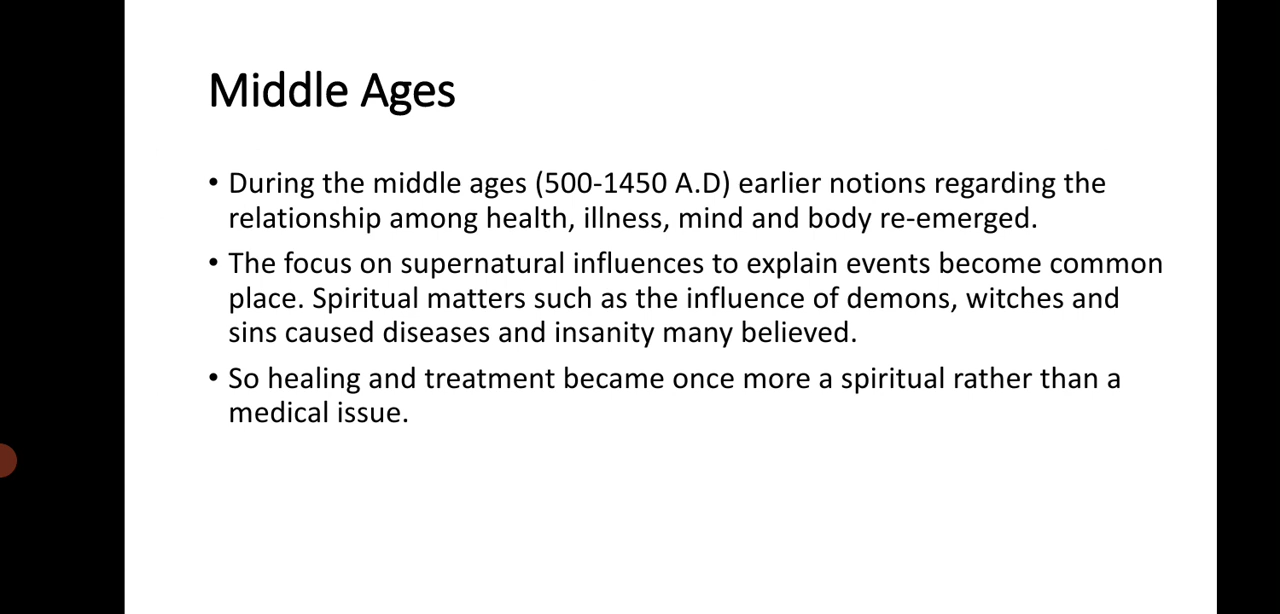 Middle Ages
• During the middle ages (500-1450 A.D) earlier notions regarding the
relationship among health, illness, mind and body re-emerged.
• The focus on supernatural influences to explain events become common
place. Spiritual matters such as the influence of demons, witches and
sins caused diseases and insanity many believed.
• So healing and treatment became once more a spiritual rather than a
medical issue.